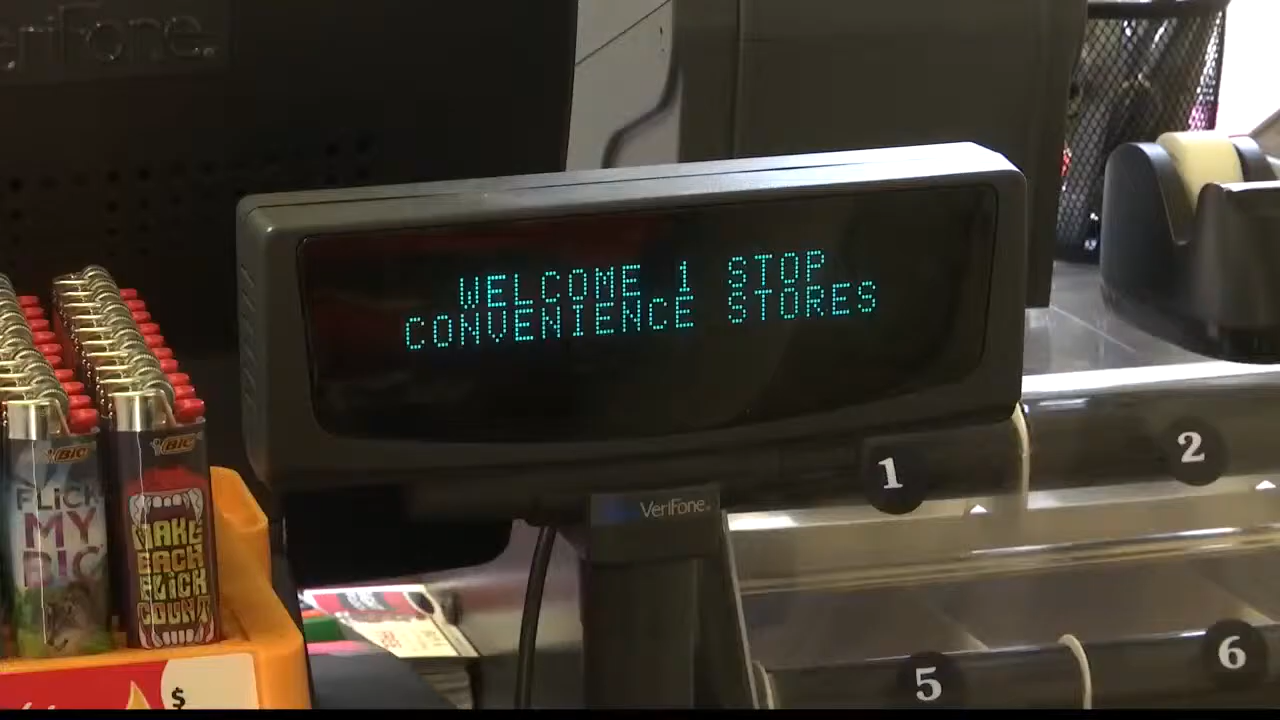 VeriFone
WELCOME 1 STOP
CONVENIENCE STORES
1
2
VeriFone
BIC
FLICK
MY
BIC
BIC
MAKE
EACH
FLICK
COUNT
5
6
$